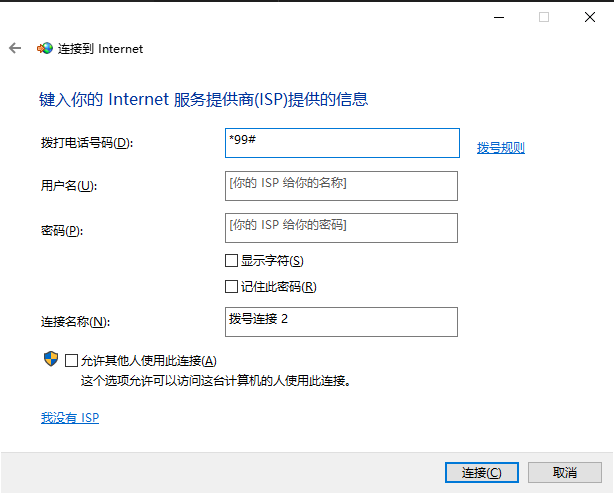 连接到 Internet
键入你的 Internet 服务提供商(ISP)提供的信息
拨打电话号码(D):
*99#
拨号规则
用户名(U):
[你的 ISP 给你的名称]
密码(P):
[你的 ISP 给你的密码]
显示字符(S)
记住此密码(R)
连接名称(N):
拨号连接 2
允许其他人使用此连接(A)
这个选项允许可以访问这台计算机的人使用此连接。
我没有 ISP
连接(C)
取消